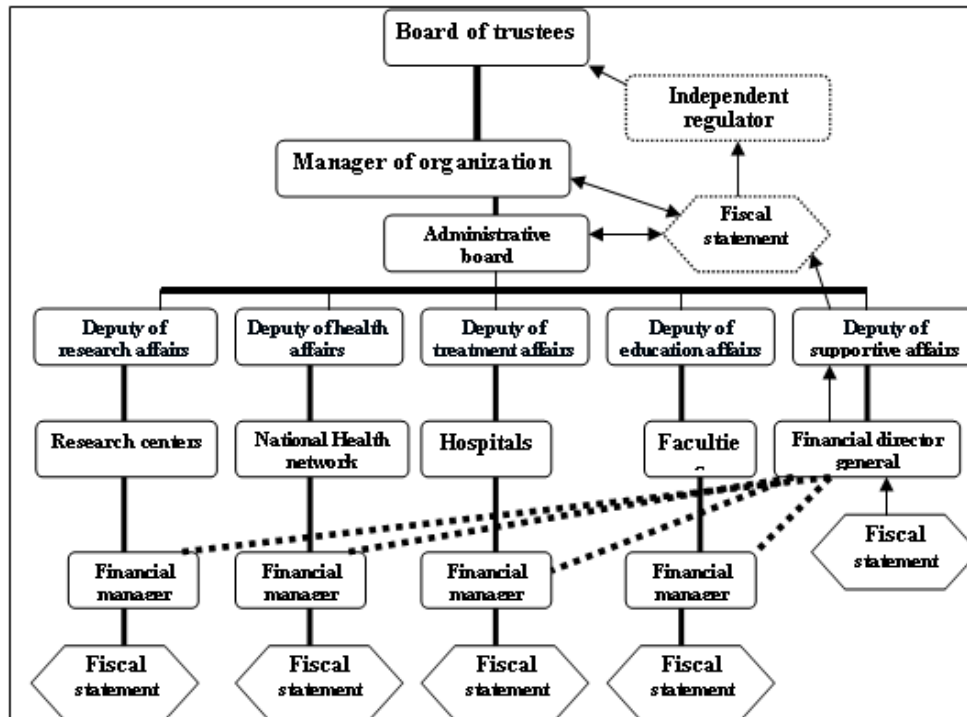 Board of trustees
Independent
regulator
Manager of organization
Fiscal
statement
Administrative
board
Deputy of
research affairs
Deputy of health
affairs
Deputy of
treatment affairs
Deputy of
education affairs
Deputy of
supportive affairs
Research centers
National Health
network
Hospitals
Facultie
Financial director
general
Fiscal
statement
Financial
manager
Financial
manager
Financial
manager
Financial
manager
Fiscal
statement
Fiscal
statement
Fiscal
statement
Fiscal
statement